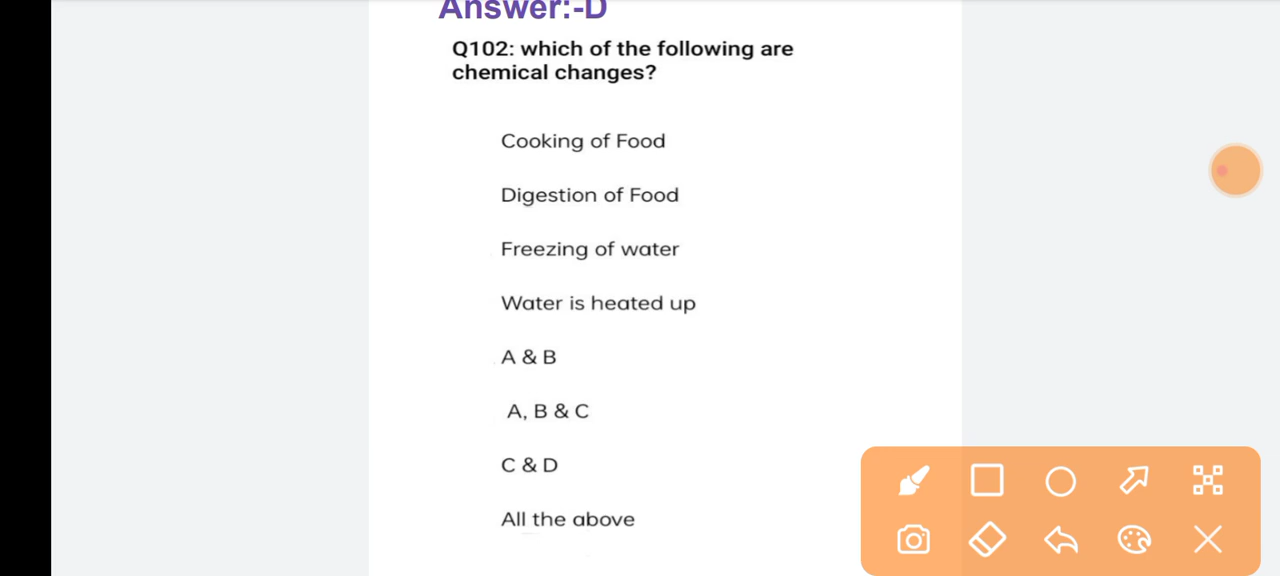 Answer:-D
Q102: which of the following are
chemical changes?
Cooking of Food
Digestion of Food
Freezing of water
Water is heated up
A & B
A, B & C
C & D
All the above